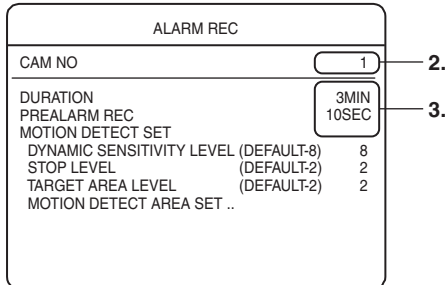 ALARM REC
CAM NO 1 2.
DURATION 3MIN
PREALARM REC 10SEC 3.
MOTION DETECT SET
DYNAMIC SENSITIVITY LEVEL (DEFAULT-8) 8
STOP LEVEL (DEFAULT-2) 2
TARGET AREA LEVEL (DEFAULT-2) 2
MOTION DETECT AREA SET ..